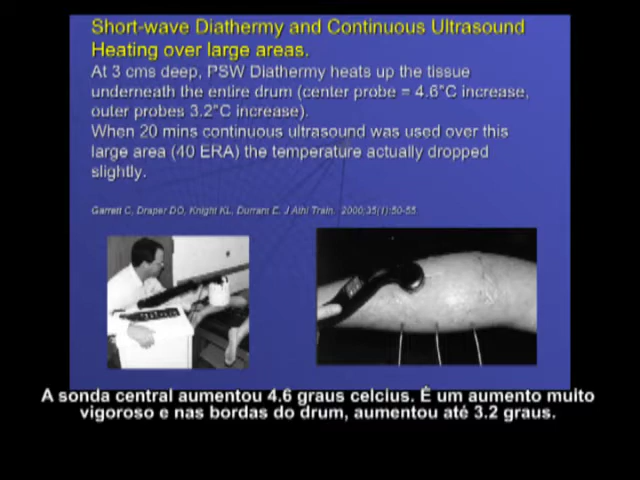 Short-wave Diathermy and Continuous Ultrasound
Heating over large areas.
At 3 cms deep, PSW Diathermy heats up the tissue
underneath the entire drum (center probe = 4.6°C increase,
outer probes 3.2°C increase).
When 20 mins continuous ultrasound was used over this
large area (40 ERA) the temperature actually dropped
slightly.
Garrett C, Draper DO, Knight KL, Durrant E, J Athl Train. 2000;35(1):50-55.
A sonda central aumentou 4.6 graus celcius. É um aumento muito
vigoroso e nas bordas do drum, aumentou até 3.2 graus.